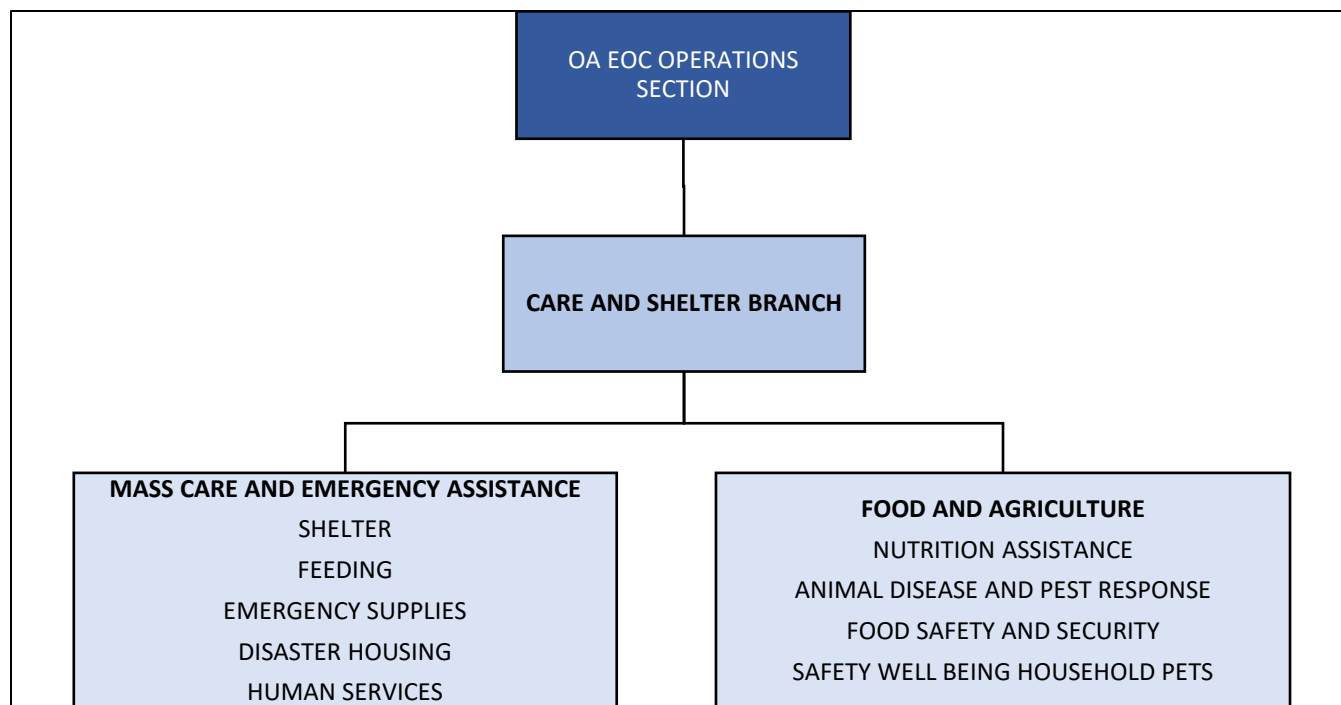 OA EOC OPERATIONS
SECTION
CARE AND SHELTER BRANCH
MASS CARE AND EMERGENCY ASSISTANCE
SHELTER
FEEDING
EMERGENCY SUPPLIES
DISASTER HOUSING
HUMAN SERVICES
FOOD AND AGRICULTURE
NUTRITION ASSISTANCE
ANIMAL DISEASE AND PEST RESPONSE
FOOD SAFETY AND SECURITY
SAFETY WELL BEING HOUSEHOLD PETS